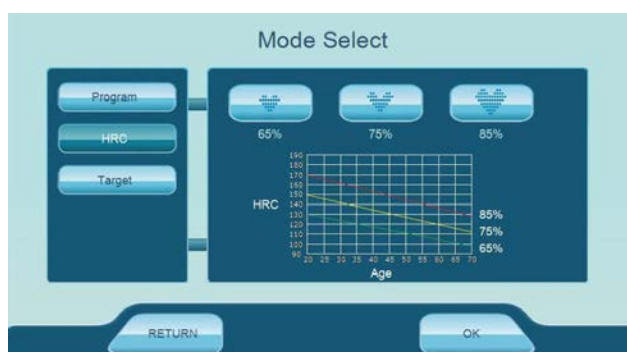 Mode Select
Program
HRC
Target
65%
75%
85%
190
180
170
160
150
140
130
120
110
100
90
HRC
85%
75%
65%
20 25 30 35 40 45 50 55 60 65 70
Age
RETURN
OK